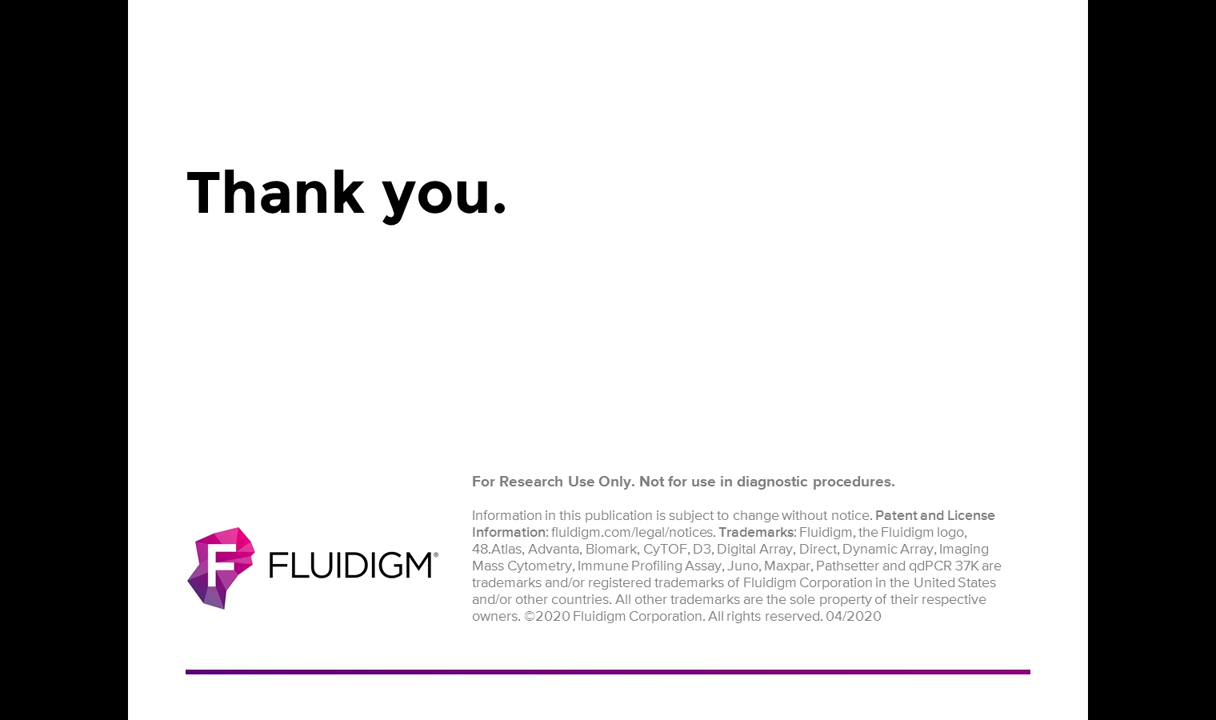 Thank you.
For Research Use Only. Not for use in diagnostic procedures.
Information in this publication is subject to change without notice. Patent and License
Information: fluidigm.com/legal/notices. Trademarks: Fluidigm, the Fluidigm logo,
48.Atlas, Advanta, Biomark, CyTOF, D3, Digital Array, Direct, Dynamic Array, Imaging
Mass Cytometry, Immune Profiling Assay, Juno, Maxpar, Pathsetter and qdPCR 37K are
trademarks and/or registered trademarks of Fluidigm Corporation in the United States
and/or other countries. All other trademarks are the sole property of their respective
owners. ©2020 Fluidigm Corporation. All rights reserved. 04/2020
F FLUIDIGM®